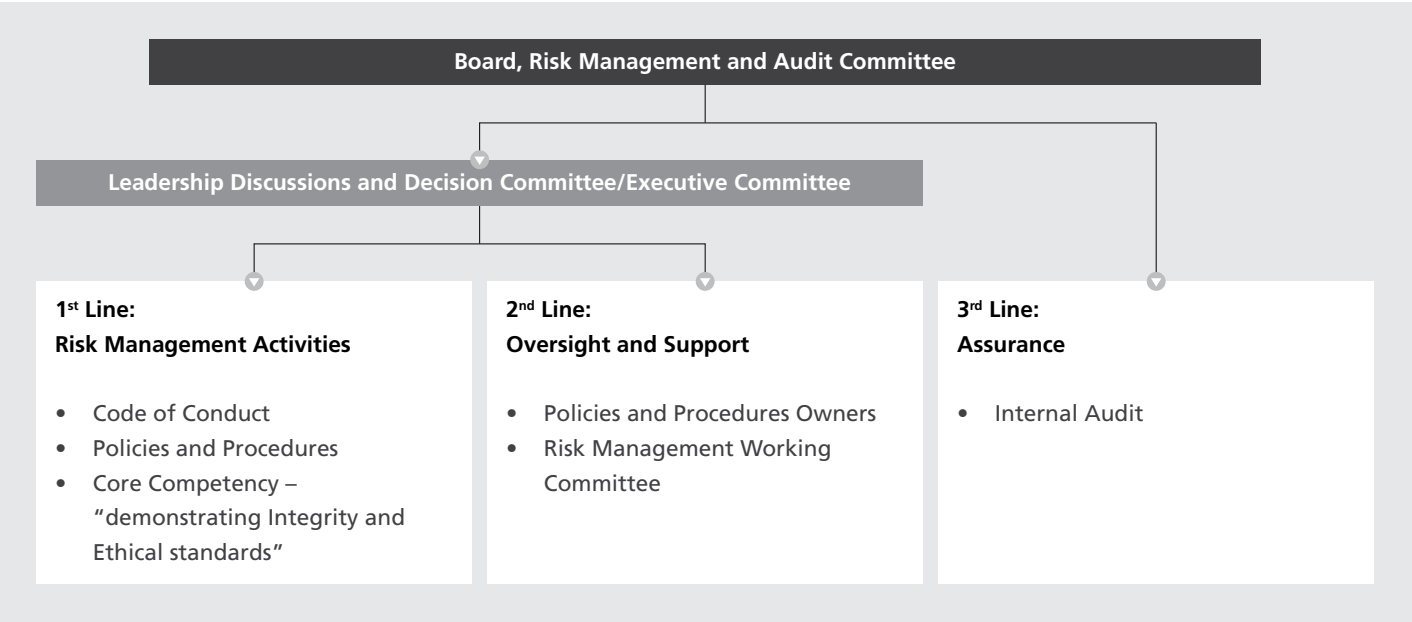 Board, Risk Management and Audit Committee
Leadership Discussions and Decision Committee/Executive Committee
1st Line:
Risk Management Activities
• Code of Conduct
• Policies and Procedures
• Core Competency –
“demonstrating Integrity and
Ethical standards”
2nd Line:
Oversight and Support
• Policies and Procedures Owners
• Risk Management Working
Committee
3rd Line:
Assurance
• Internal Audit